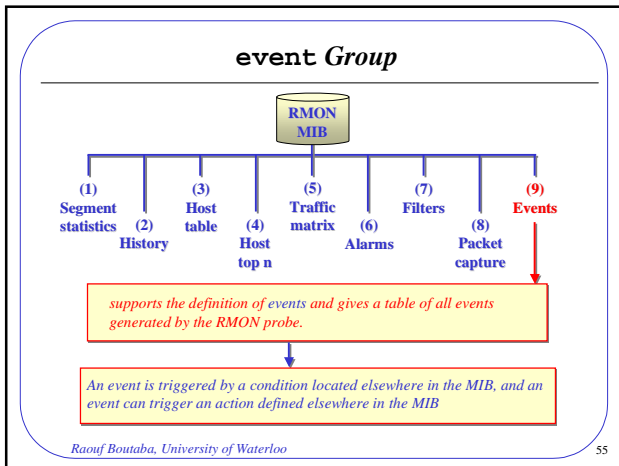 event Group
RMON
MIB
(1)
Segment
statistics
(2)
History
(3)
Host
table
(4)
Host
top n
(5)
Traffic
matrix
(6)
Alarms
(7)
Filters
(8)
Packet
capture
(9)
Events
supports the definition of events and gives a table of all events
generated by the RMON probe.
An event is triggered by a condition located elsewhere in the MIB, and an
event can trigger an action defined elsewhere in the MIB
Raouf Boutaba, University of Waterloo
55